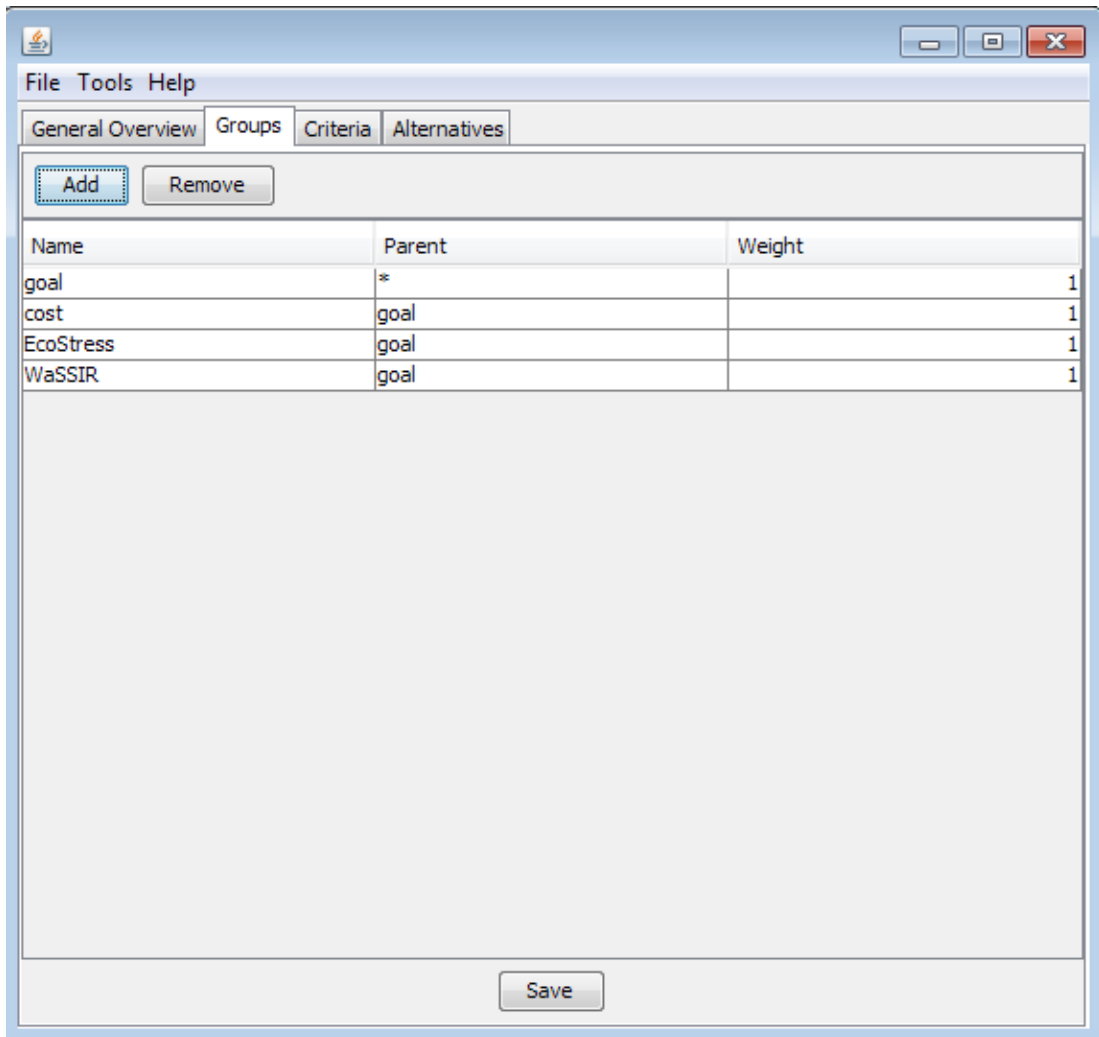 File Tools Help
General Overview Groups Criteria Alternatives
Add Remove
Name Parent Weight
goal * 1
cost goal 1
EcoStress goal 1
WaSSIR goal 1
Save